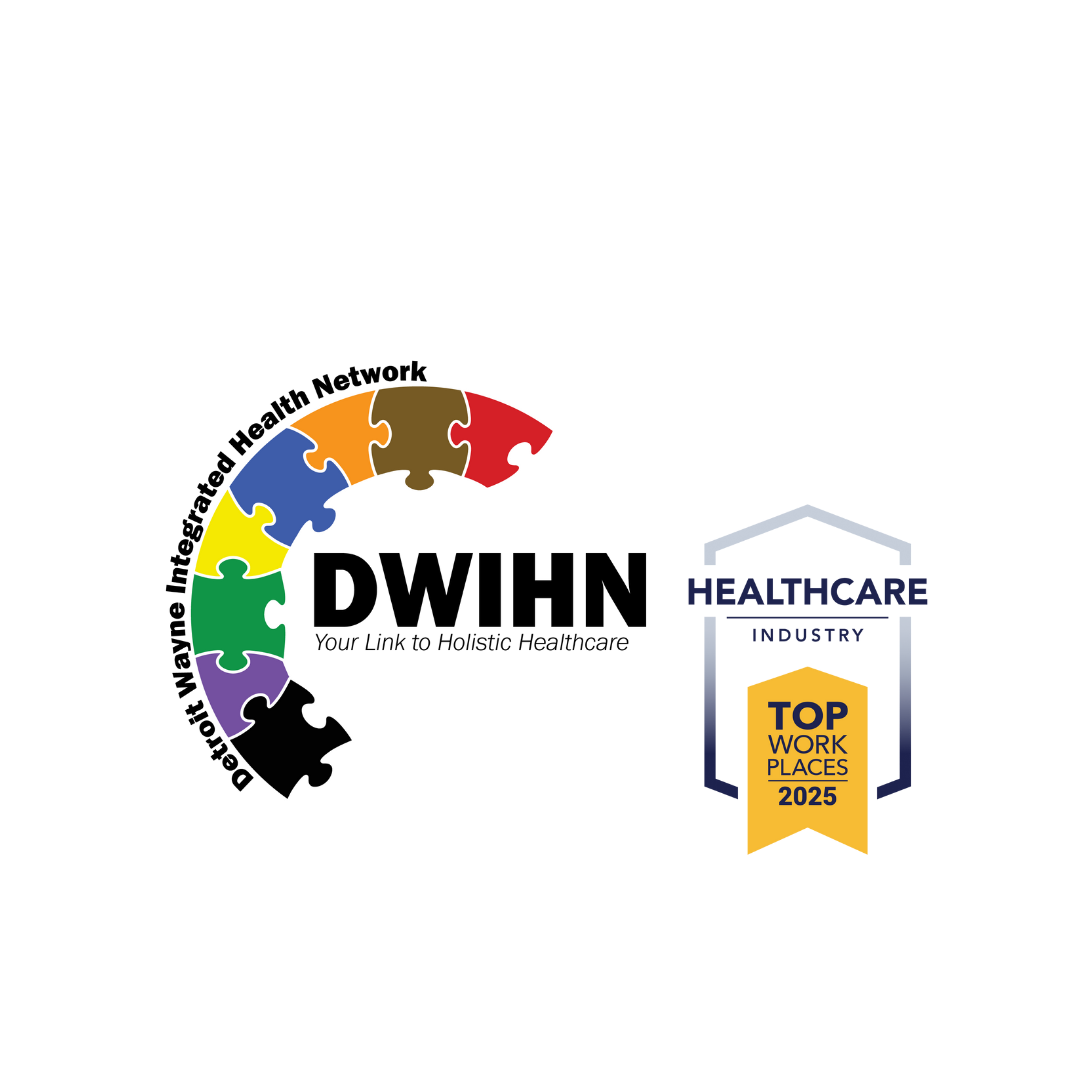 Detroit Wayne Integrated Health Network
DWIHN
Your Link to Holistic Healthcare
HEALTHCARE
INDUSTRY
TOP
WORK
PLACES
2025